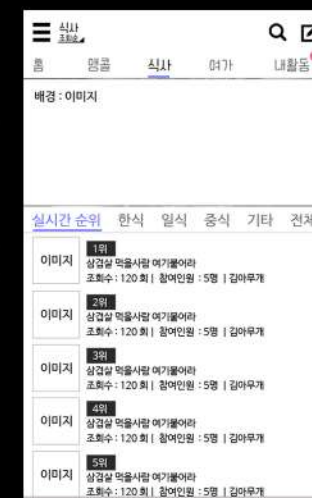 식사
조회순
홈 맹콜 식사 여가 내활동
배경 : 이미지
실시간 순위 한식 일식 중식 기타 전체
이미지
1위
삼겹살 먹을사람 여기붙어라
조회수 : 120 회 | 참여인원 : 5명 | 김아무개
이미지
2위
삼겹살 먹을사람 여기붙어라
조회수 : 120 회 | 참여인원 : 5명 | 김아무개
이미지
3위
삼겹살 먹을사람 여기붙어라
조회수 : 120 회 | 참여인원 : 5명 | 김아무개
이미지
4위
삼겹살 먹을사람 여기붙어라
조회수 : 120 회 | 참여인원 : 5명 | 김아무개
이미지
5위
삼겹살 먹을사람 여기붙어라
조회수 : 120 회 | 참여인원 : 5명 | 김아무개